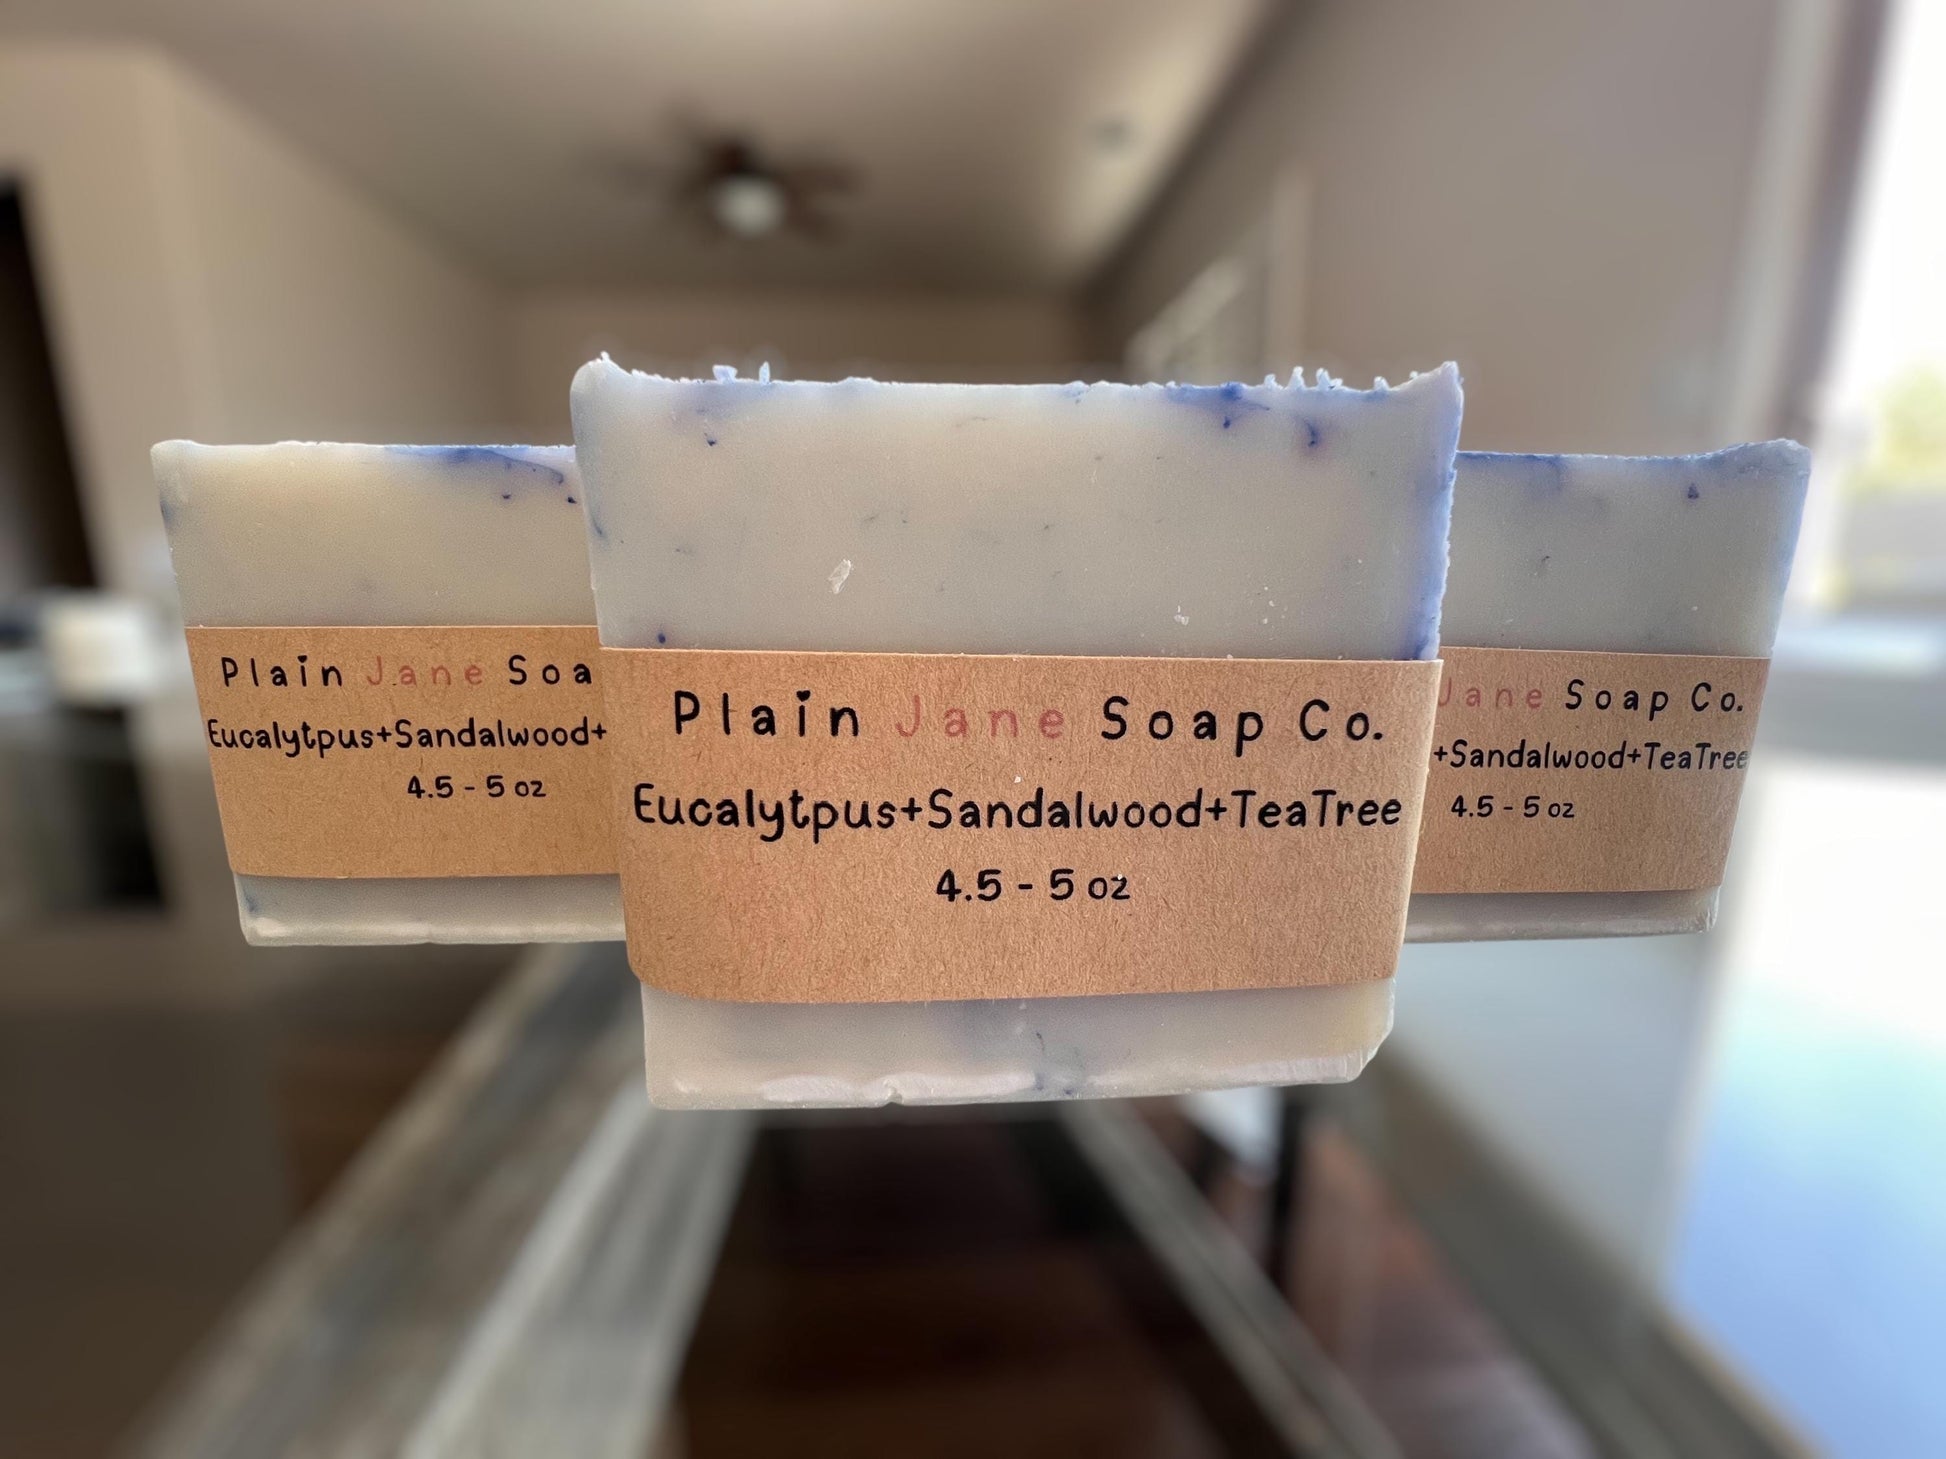 Plain Jane Soa
Eucalytpus+Sandalwood+
4.5 - 5 oz
Plain Jane Soap Co.
Eucalytpus+Sandalwood+TeaTree
4.5 - 5 oz
Jane Soap Co.
+Sandalwood+TeaTree
4.5 - 5 oz